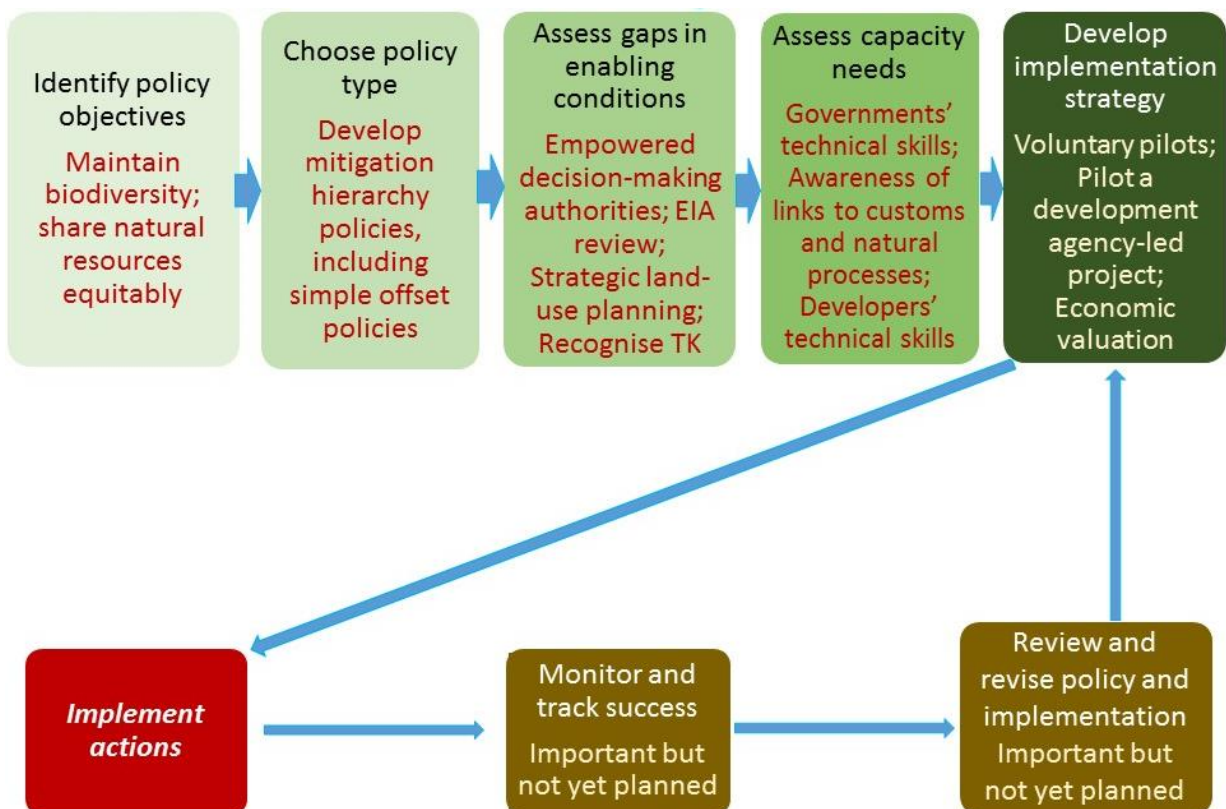 Identify policy
objectives
Maintain
biodiversity;
share natural
resources
equitably
Choose policy
type
Develop
mitigation
hierarchy
policies,
including
simple offset
policies
Assess gaps in
enabling
conditions
Empowered
decision-making
authorities; EIA
review;
Strategic land-
use planning;
Recognise TK
Assess capacity
needs
Governments’
technical skills;
Awareness of
links to customs
and natural
processes;
Developers’
technical skills
Develop
implementation
strategy
Voluntary pilots;
Pilot a
development
agency-led
project;
Economic
valuation
Implement
actions
Monitor and
track success
Important but
not yet planned
Review and
revise policy and
implementation
Important but
not yet planned